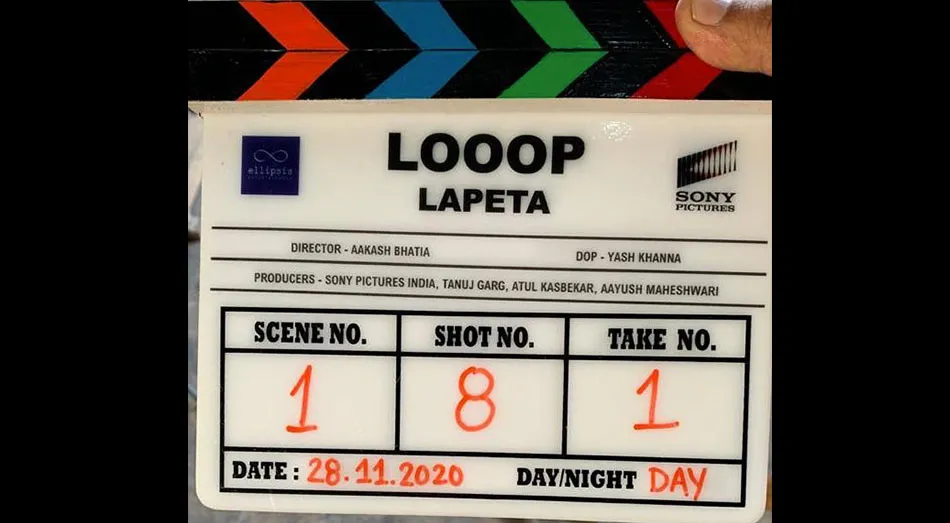 LOOOP
LAPETA
ellipsis
SONY
PICTURES
DIRECTOR - AAKASH BHATIA DOP - YASH KHANNA
PRODUCERS - SONY PICTURES INDIA, TANUJ GARG, ATUL KASBEKAR, AAYUSH MAHESHWARI
SCENE NO. SHOT NO. TAKE NO.
1 8 1
DATE : 28.11.2020 DAY/NIGHT DAY